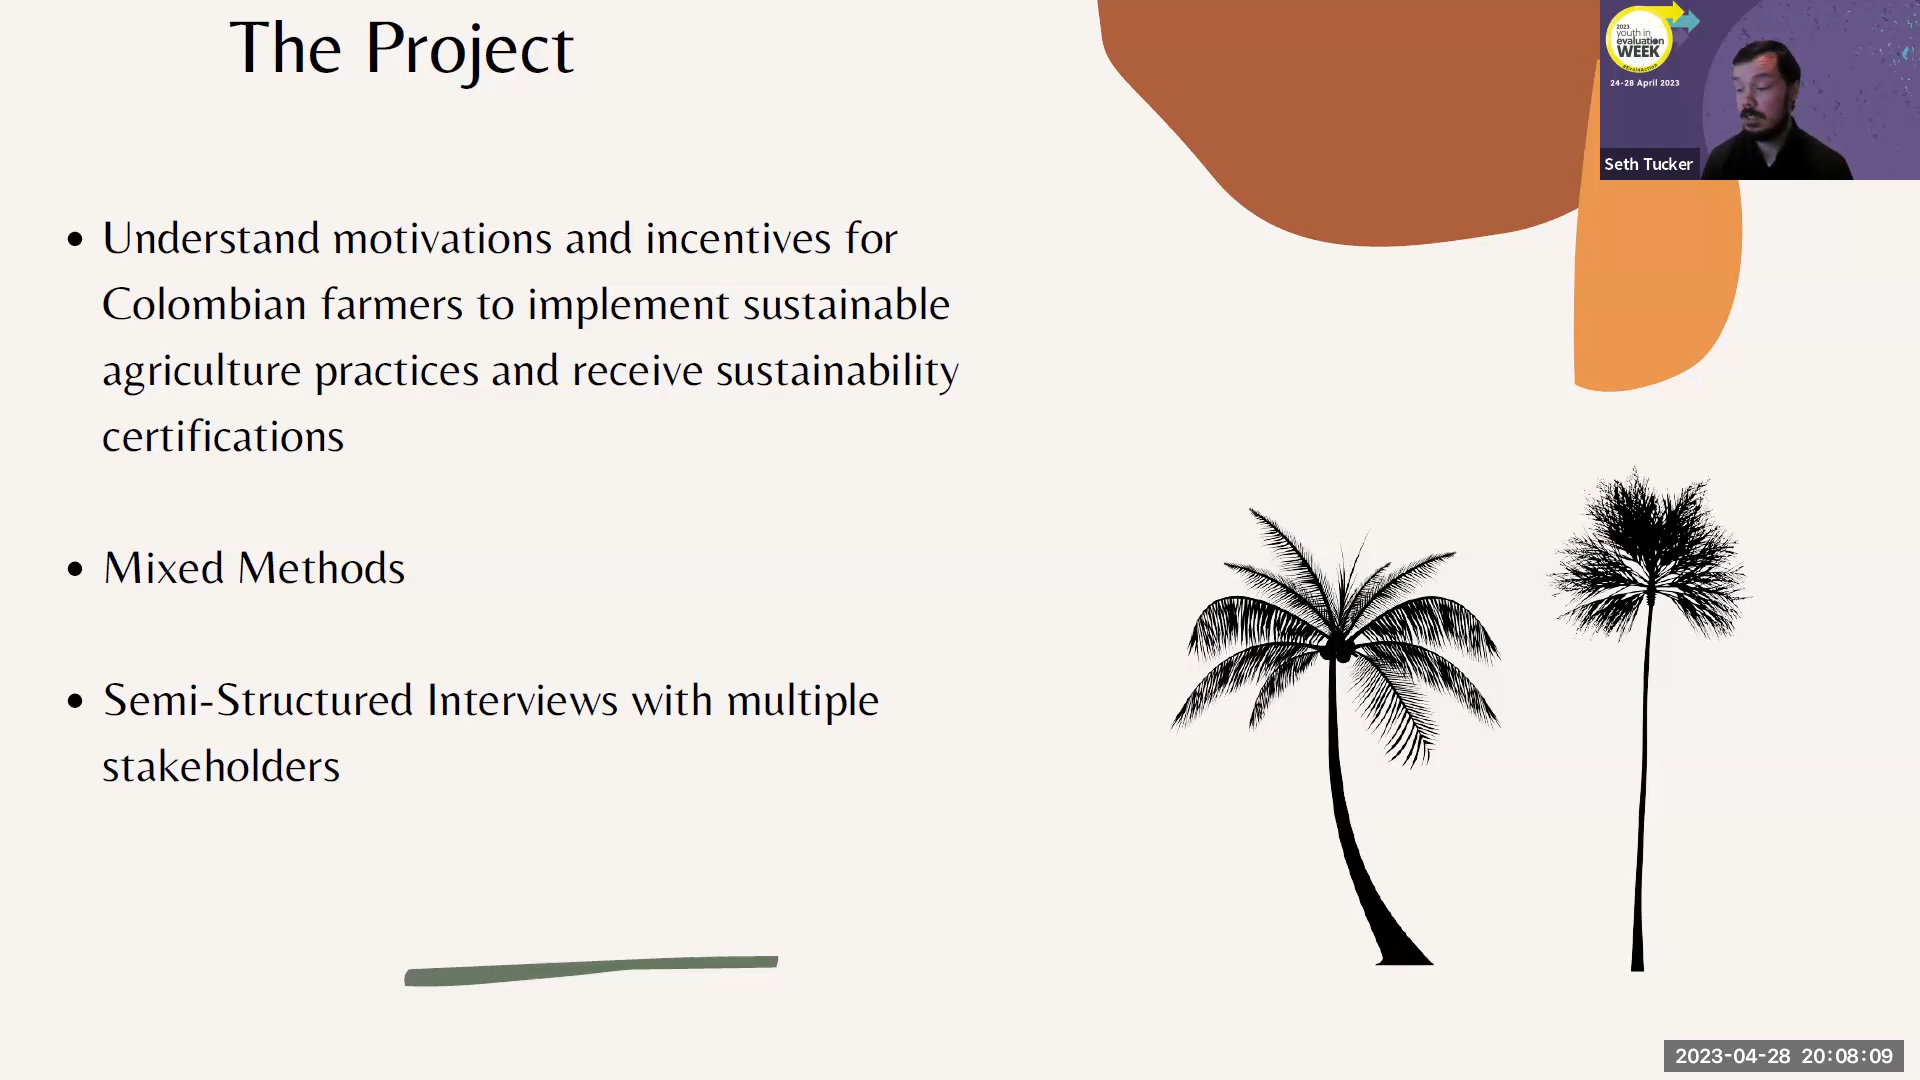 The Project
Understand motivations and incentives for
Colombian farmers to implement sustainable
agriculture practices and receive sustainability
certifications
Mixed Methods
Semi-Structured Interviews with multiple
stakeholders
2023
youth in
evaluation
WEEK
24-28 April 2023
Seth Tucker
2023-04-28 20:08:09